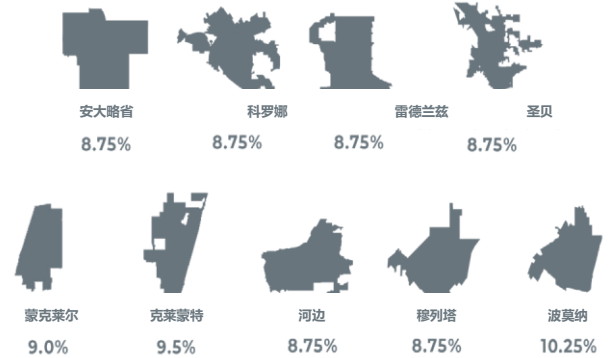 安大略省 科罗娜 雷德兰兹 圣贝
8.75% 8.75% 8.75% 8.75%
蒙克莱尔 克莱蒙特 河边 穆列塔 波莫纳
9.0% 9.5% 8.75% 8.75% 10.25%